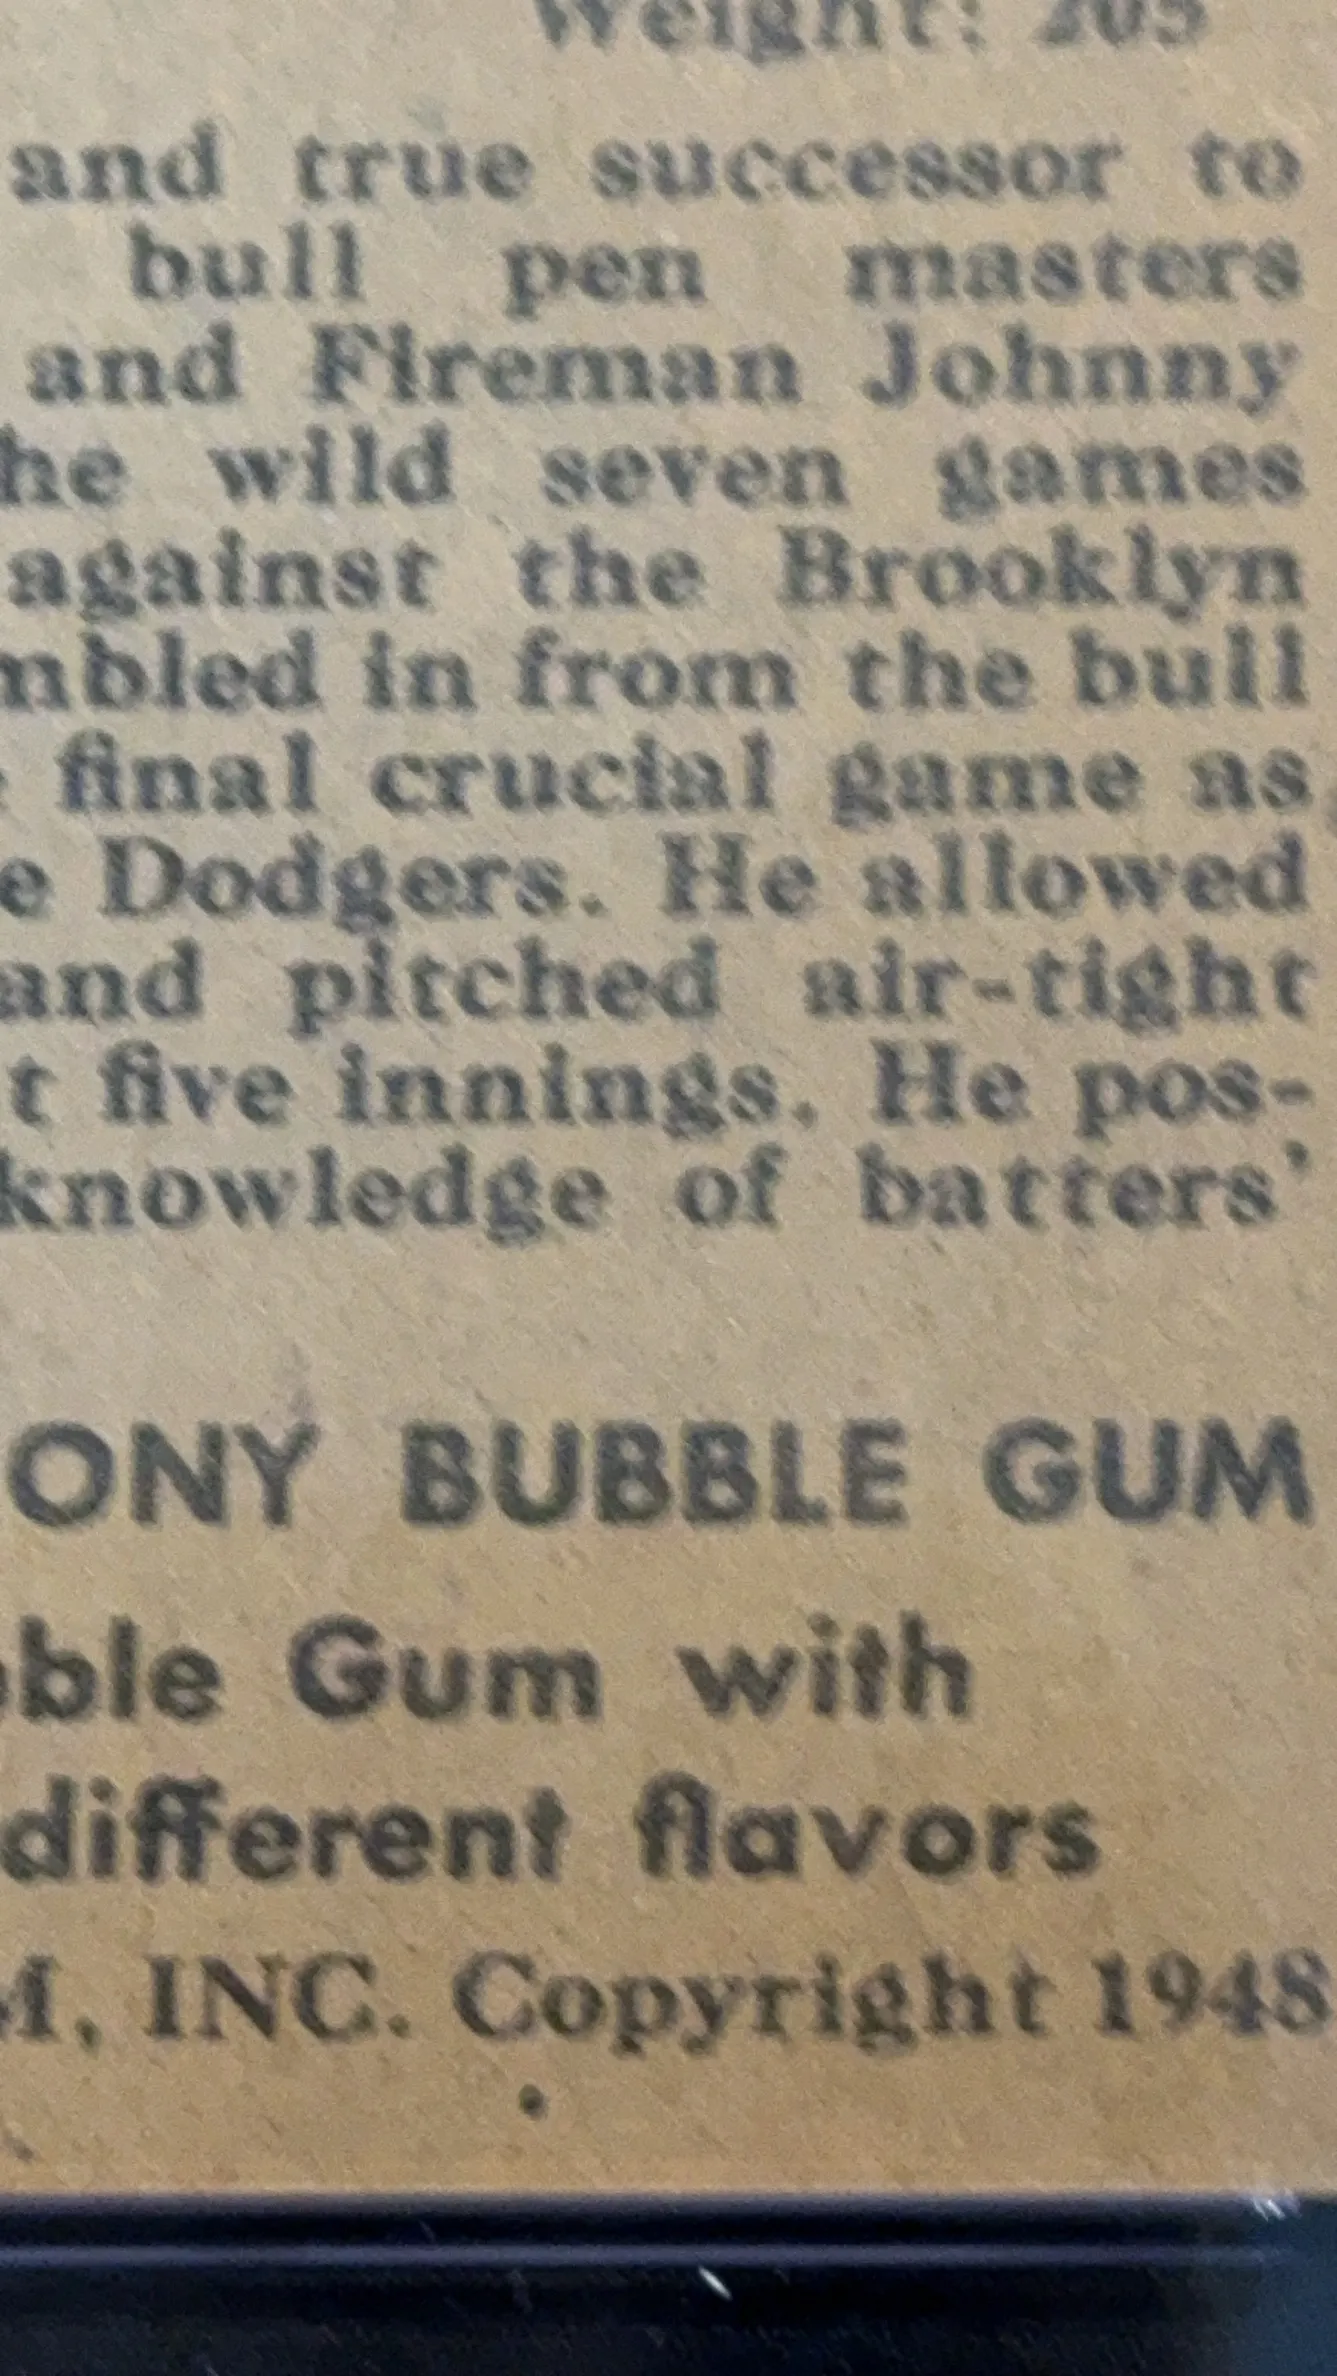 Weight: 205
and true successor to
bull pen masters
and Fireman Johnny
he wild seven games
against the Brooklyn
mbled in from the bull
final crucial game as
e Dodgers. He allowed
and pitched air-tight
t five innings. He pos-
knowledge of batters'
ONY BUBBLE GUM
ble Gum with
different flavors
M, INC. Copyright 1948